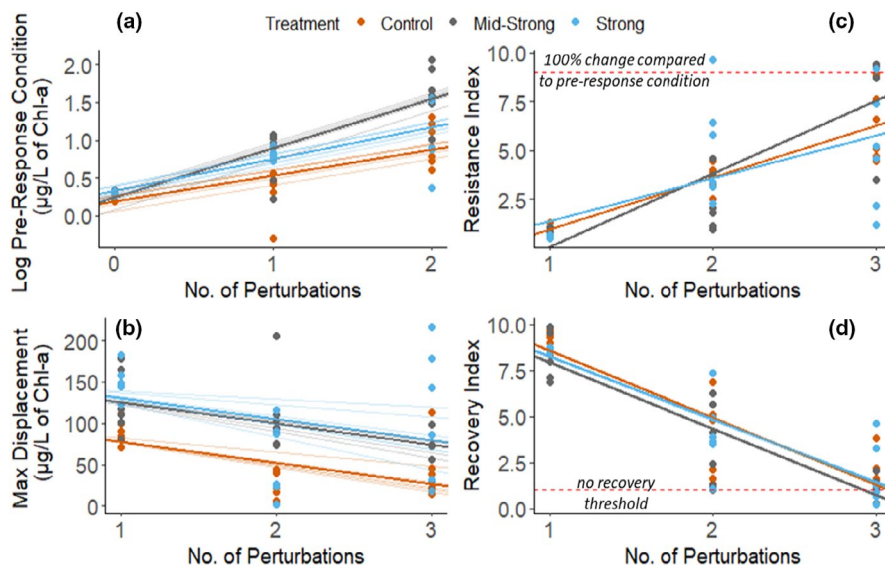 Treatment Control Mid-Strong Strong
(a)
Log Pre-Response Condition
(µg/L of Chl-a)
2.0
1.5
1.0
0.5
0.0
0 1 2
No. of Perturbations
(c)
Resistance Index
10.0
7.5
5.0
2.5
100% change compared
to pre-response condition
1 2 3
No. of Perturbations
(b)
Max Displacement
(µg/L of Chl-a)
200
150
100
50
0
1 2 3
No. of Perturbations
(d)
Recovery Index
10.0
7.5
5.0
2.5
0.0
no recovery
threshold
1 2 3
No. of Perturbations